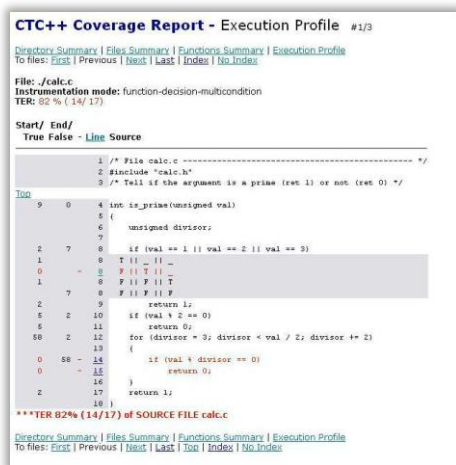 CTC++ Coverage Report - Execution Profile #1/3
Directory Summary | Files Summary | Functions Summary | Execution Profile
To files: First | Previous | Next | Last | Index | No Index
File: ./calc.c
Instrumentation mode: function-decision-multicondition
TER: 82 % ( 14/ 17)
Start/ End/
True False - Line Source
1 /* File calc.c ----------------------------------------------- */
2 #include "calc.h"
3 /* Tell if the argument is a prime (ret 1) or not (ret 0) */
Top
9 0 4 int is_prime(unsigned val)
5 {
6 unsigned divisor;
7
2 7 8 if (val == 1 || val == 2 || val == 3)
1 8 T || _ || _
0 - 8 F || T || _
1 8 F || F || T
7 8 F || F || F
2 9 return 1;
5 2 10 if (val % 2 == 0)
5 11 return 0;
58 2 12 for (divisor = 3; divisor < val / 2; divisor += 2)
13 {
0 58 - 14 if (val % divisor == 0)
0 - 15 return 0;
16 }
2 17 return 1;
18 }
***TER 82% (14/17) of SOURCE FILE calc.c
Directory Summary | Files Summary | Functions Summary | Execution Profile
To files: First | Previous | Next | Last | Top | Index | No Index